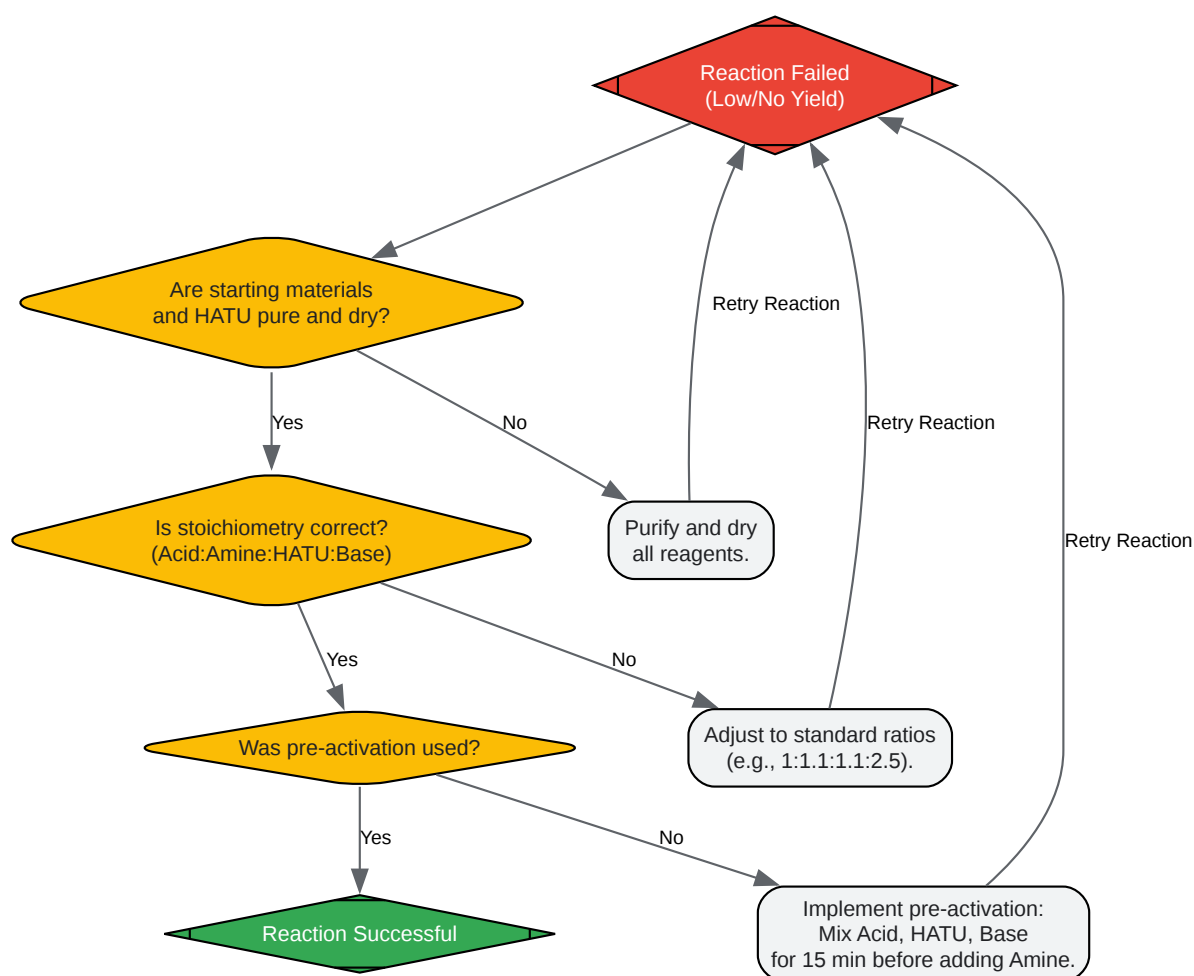 Reaction Failed
(Low/No Yield)
Are starting materials
and HATU pure and dry?
Retry Reaction
Yes
No
Retry Reaction
Is stoichiometry correct?
(Acid:Amine:HATU:Base)
Purify and dry
all reagents.
Retry Reaction
Yes
No
Was pre-activation used?
Adjust to standard ratios
(e.g., 1:1.1:1.1:2.5).
Yes
No
Reaction Successful
Implement pre-activation:
Mix Acid, HATU, Base
for 15 min before adding Amine.